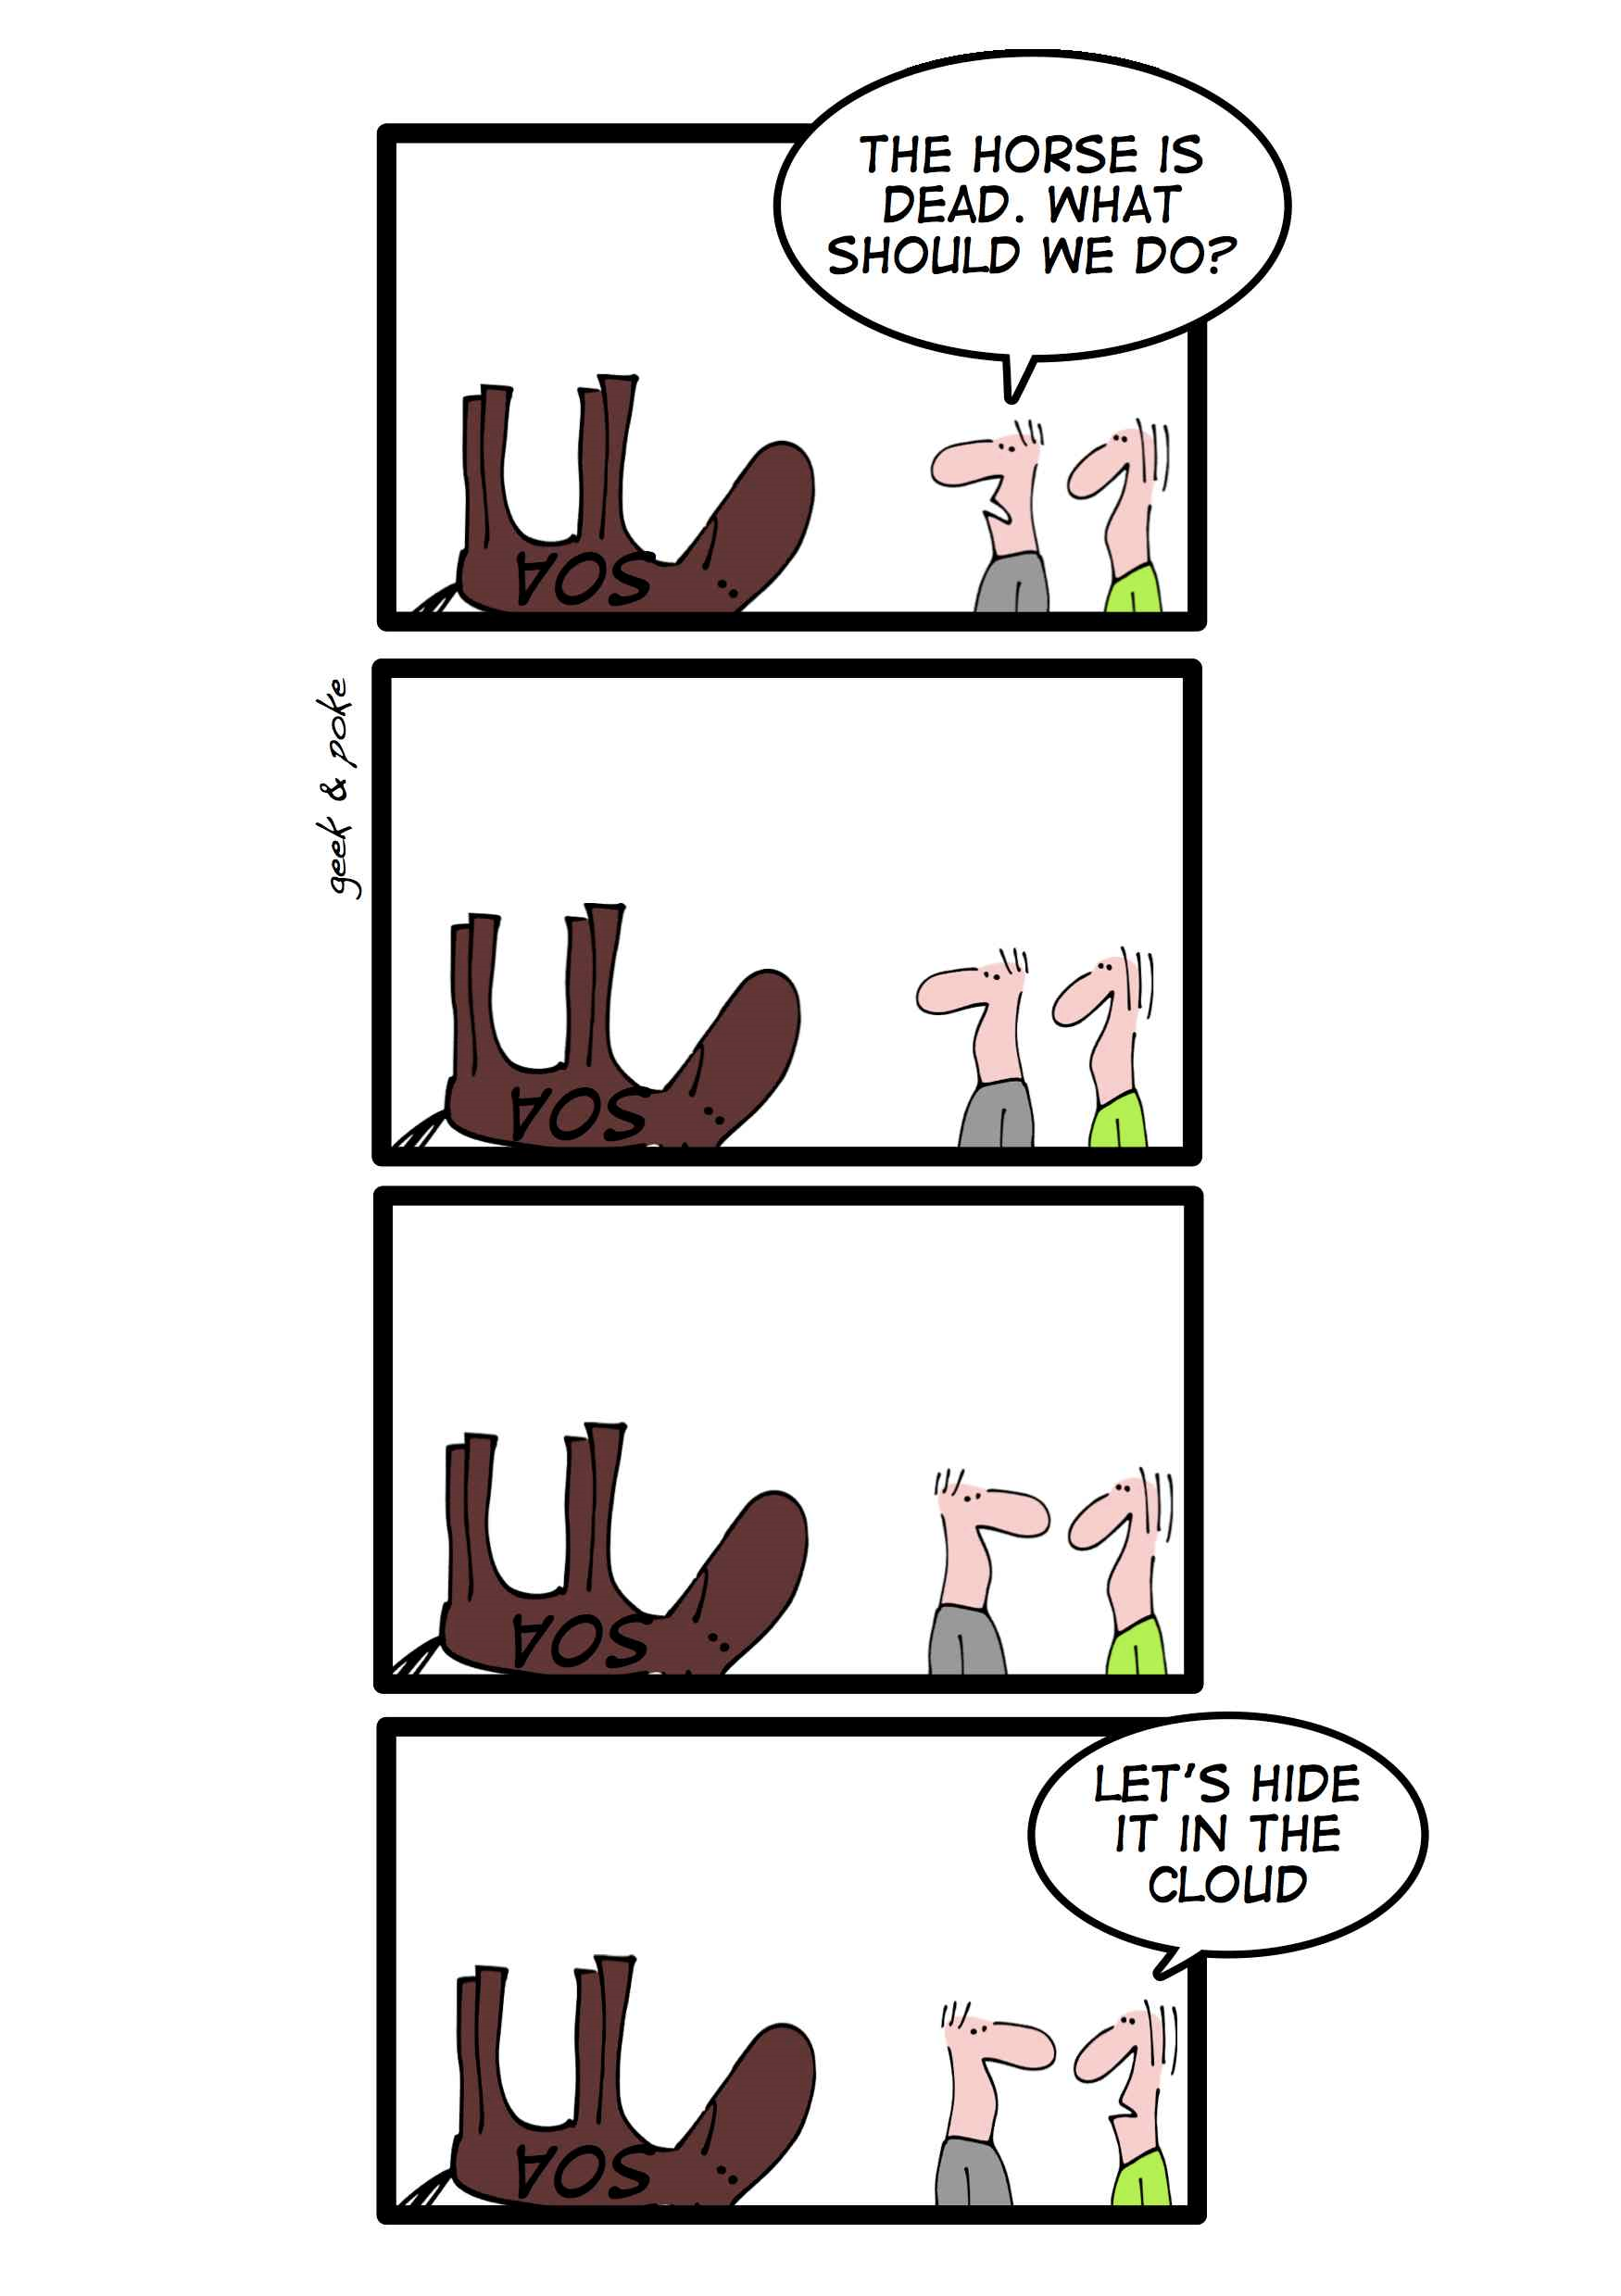 THE HORSE IS
DEAD. WHAT
SHOULD WE DO?
SOA
geek & poke
SOA
SOA
LET'S HIDE
IT IN THE
CLOUD
SOA